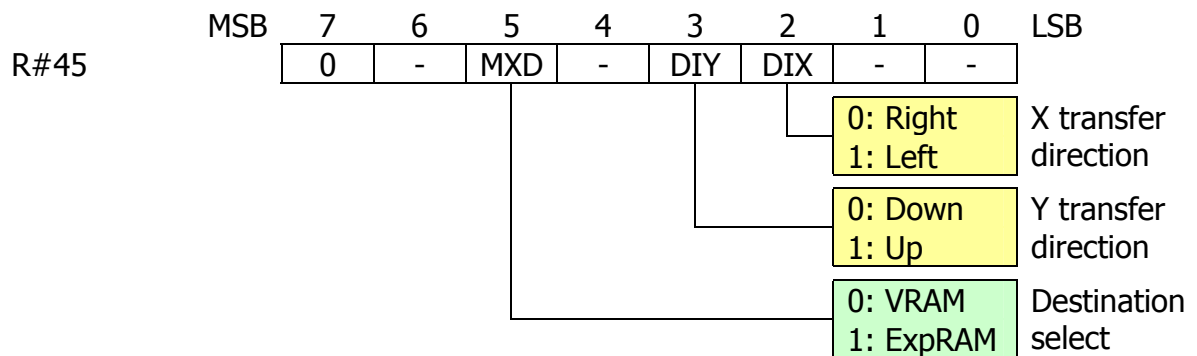 MSB 7 6 5 4 3 2 1 0 LSB
R#45 0 - MXD - DIY DIX - -
0: Right X transfer
1: Left direction
0: Down Y transfer
1: Up direction
0: VRAM Destination
1: ExpRAM select